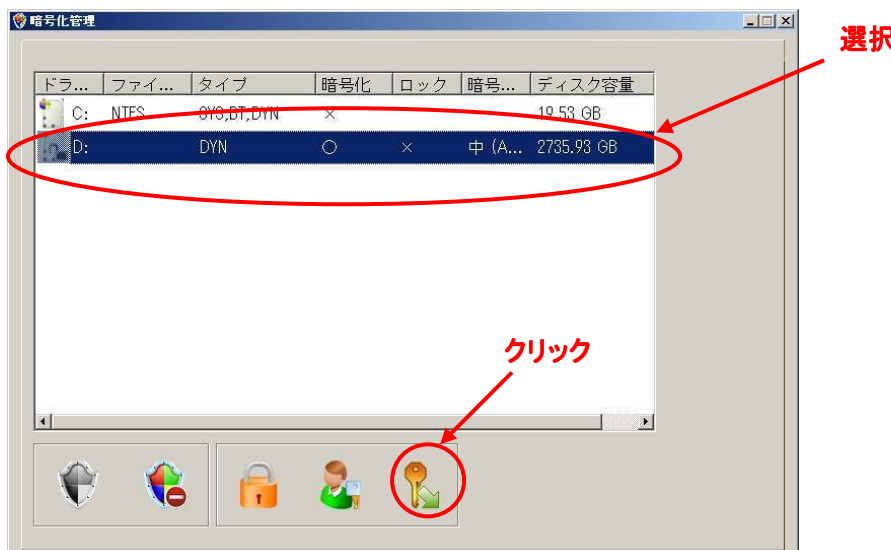 暗号化管理
選択
ドラ... ファイ... タイプ 暗号化 ロック 暗号... ディスク容量
C: NTFS SYS,BT,DYN × 19.53 GB
D: DYN ○ × 中 (A... 2735.93 GB
クリック